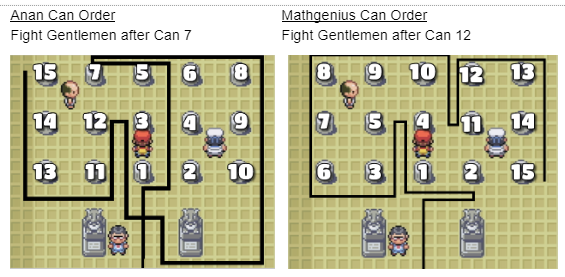 Anan Can Order
Mathgenius Can Order
Fight Gentlemen after Can 7
Fight Gentlemen after Can 12
15 7 5 6 8
8 9 10 12 13
14 12 3 4 9
7 5 4 11 14
13 11 1 2 10
6 3 1 2 15